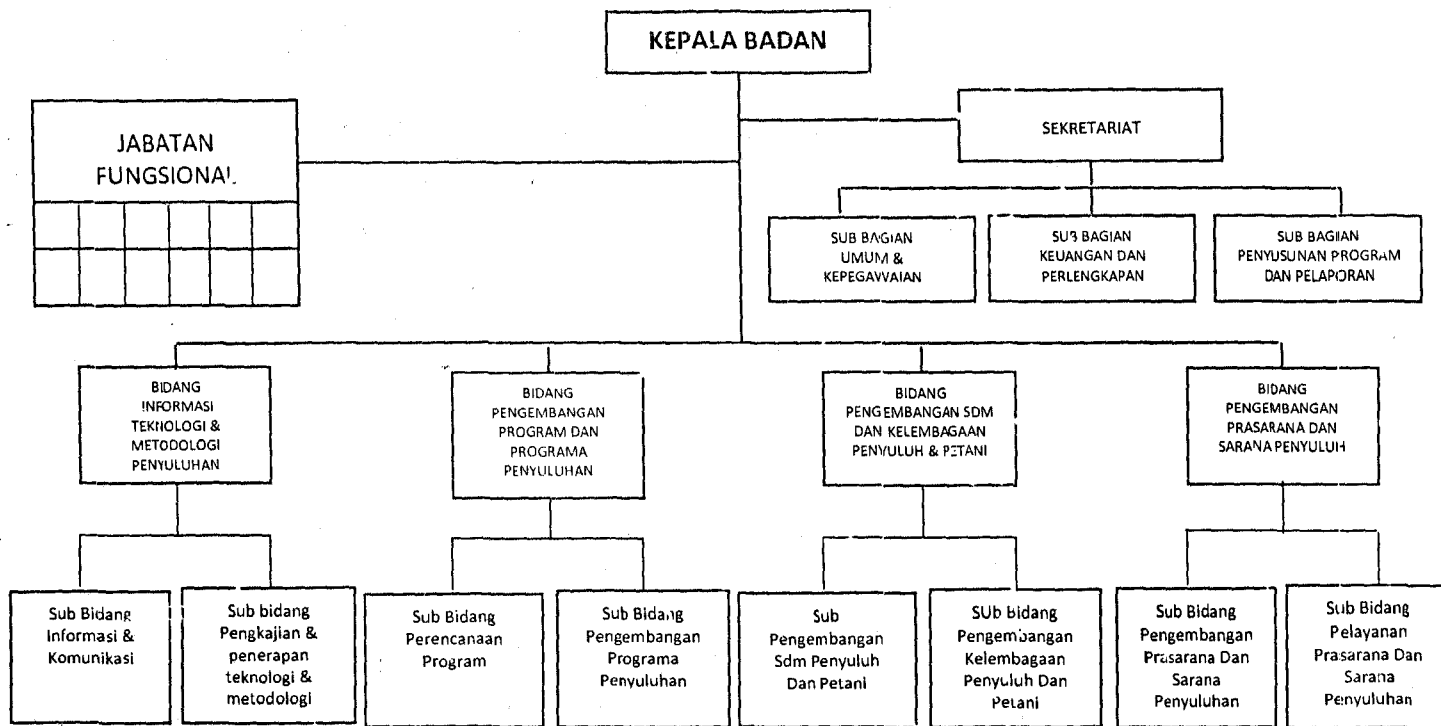 KEPALA BADAN
JABATAN
FUNGSIONAL
SEKRETARIAT
SUB BAGIAN
UMUM &
KEPEGAWAIAN
SUB BAGIAN
KEUANGAN DAN
PERLENGKAPAN
SUB BAGIAN
PENYUSUNAN PROGRAM
DAN PELAPORAN
BIDANG
INFORMASI
TEKNOLOGI &
METODOLOGI
PENYULUHAN
BIDANG
PENGEMBANGAN
PROGRAM DAN
PROGRAMA
PENYULUHAN
BIDANG
PENGEMBANGAN SDM
DAN KELEMBAGAAN
PENYULUH & PETANI
BIDANG
PENGEMBANGAN
PRASARANA DAN
SARANA PENYULUH
Sub Bidang
Informasi &
Komunikasi
Sub bidang
Pengkajian &
penerapan
teknologi &
metodologi
Sub Bidang
Perencanaan
Program
Sub Bidang
Pengembangan
Programa
Penyuluhan
Sub
Pengembangan
Sdm Penyuluh
Dan Petani
SUb Bidang
Pengembangan
Kelembagaan
Penyuluh Dan
Petani
Sub Bidang
Pengembangan
Prasarana Dan
Sarana
Penyuluhan
Sub Bidang
Pelayanan
Prasarana Dan
Sarana
Penyuluhan